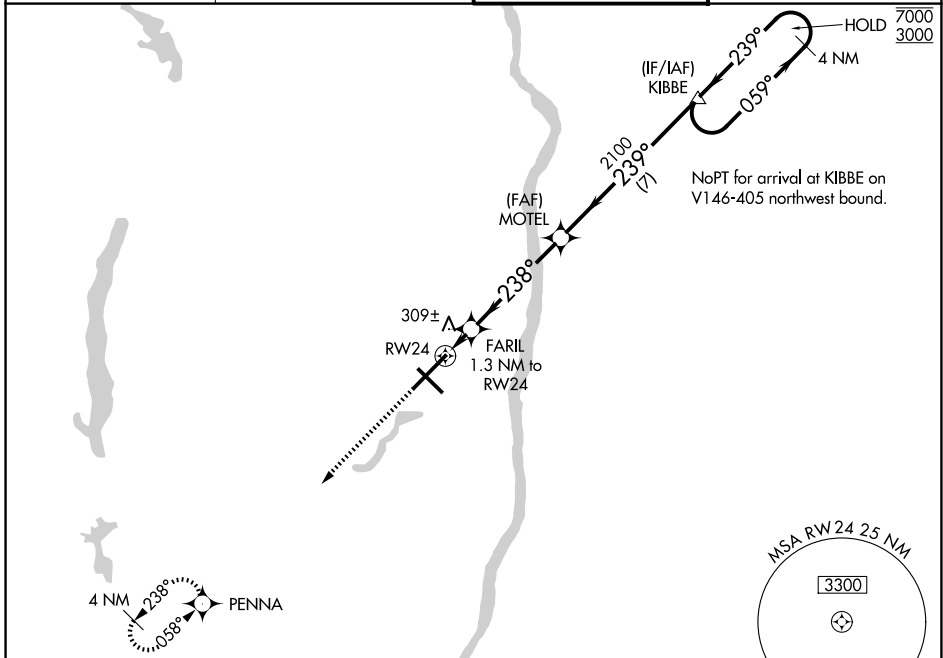 HOLD
7000
3000
239°
4 NM
(IF/IAF)
KIBBE
059°
2100
239°
(7)
NoPT for arrival at KIBBE on
V146-405 northwest bound.
(FAF)
MOTEL
238°
309±
RW24
FARIL
1.3 NM to
RW24
MSA RW24 25 NM
3300
4 NM
238°
058°
PENNA